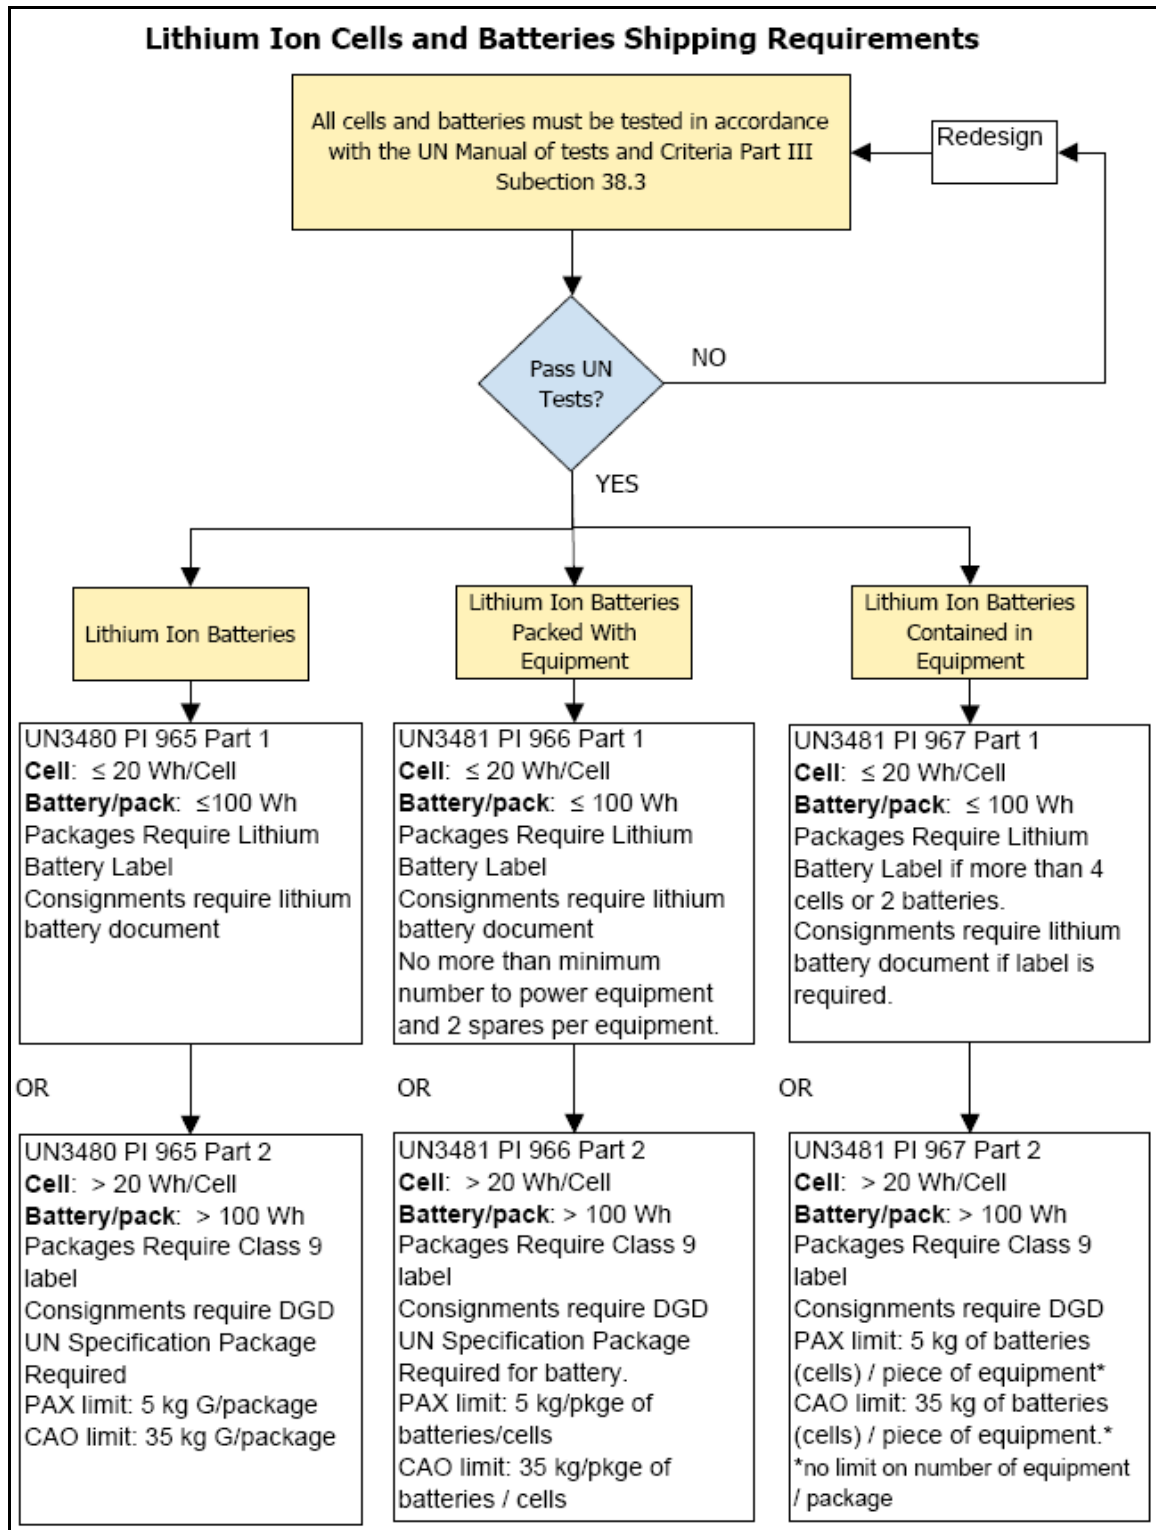 Lithium Ion Cells and Batteries Shipping Requirements
All cells and batteries must be tested in accordance
with the UN Manual of tests and Criteria Part III
Subection 38.3
Redesign
Pass UN
Tests?
NO
YES
Lithium Ion Batteries
Lithium Ion Batteries
Packed With
Equipment
Lithium Ion Batteries
Contained in
Equipment
UN3480 PI 965 Part 1
Cell: ≤ 20 Wh/Cell
Battery/pack: ≤100 Wh
Packages Require Lithium
Battery Label
Consignments require lithium
battery document
UN3481 PI 966 Part 1
Cell: ≤ 20 Wh/Cell
Battery/pack: ≤ 100 Wh
Packages Require Lithium
Battery Label
Consignments require lithium
battery document
No more than minimum
number to power equipment
and 2 spares per equipment.
UN3481 PI 967 Part 1
Cell: ≤ 20 Wh/Cell
Battery/pack: ≤ 100 Wh
Packages Require Lithium
Battery Label if more than 4
cells or 2 batteries.
Consignments require lithium
battery document if label is
required.
OR
OR
OR
UN3480 PI 965 Part 2
Cell: > 20 Wh/Cell
Battery/pack: > 100 Wh
Packages Require Class 9
label
Consignments require DGD
UN Specification Package
Required
PAX limit: 5 kg G/package
CAO limit: 35 kg G/package
UN3481 PI 966 Part 2
Cell: > 20 Wh/Cell
Battery/pack: > 100 Wh
Packages Require Class 9
label
Consignments require DGD
UN Specification Package
Required for battery.
PAX limit: 5 kg/pkge of
batteries/cells
CAO limit: 35 kg/pkge of
batteries / cells
UN3481 PI 967 Part 2
Cell: > 20 Wh/Cell
Battery/pack: > 100 Wh
Packages Require Class 9
label
Consignments require DGD
PAX limit: 5 kg of batteries
(cells) / piece of equipment*
CAO limit: 35 kg of batteries
(cells) / piece of equipment.*
*no limit on number of equipment
/ package